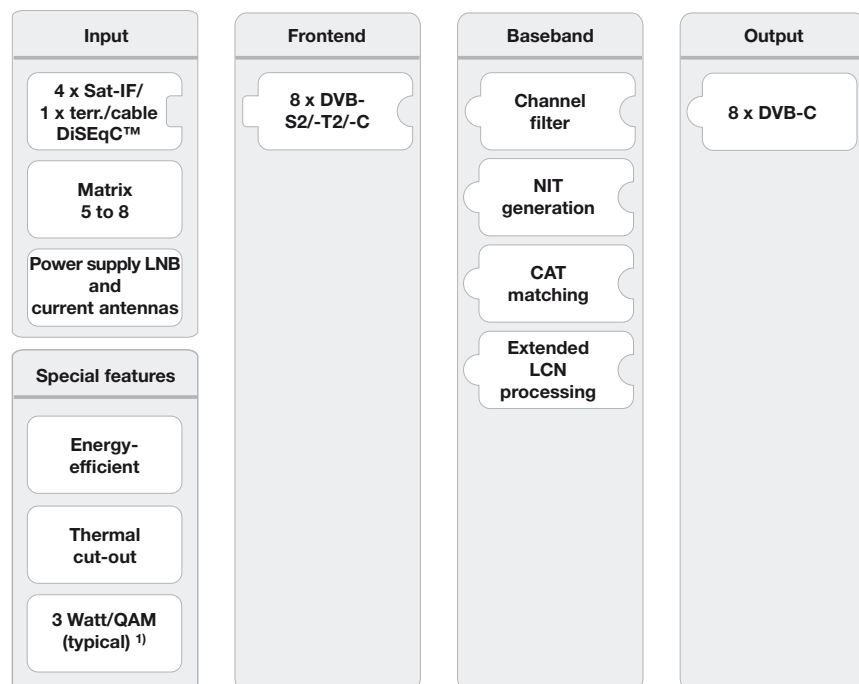 Input
4 x Sat-IF/
1 x terr./cable
DiSEqC™
Matrix
5 to 8
Power supply LNB
and
current antennas
Special features
Energy-
efficient
Thermal
cut-out
3 Watt/QAM
(typical) 1)
Frontend
8 x DVB-
S2/-T2/-C
Baseband
Channel
filter
NIT
generation
CAT
matching
Extended
LCN
processing
Output
8 x DVB-C